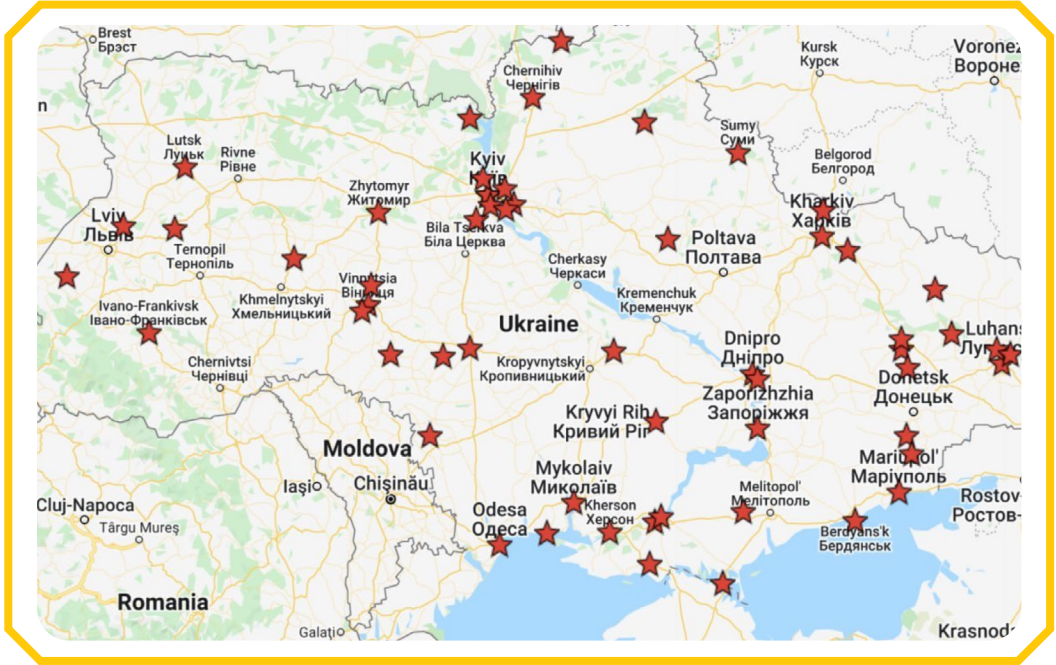 Brest
Брэст
Kursk
Курск
Voronez
Вороне
n
Chernihiv
Чернігів
Lutsk
Луцьк
Rivne
Рівне
Sumy
Суми
Kyiv
Київ
Belgorod
Белгород
Zhytomyr
Житомир
Kharkiv
Харків
Lviv
Львів
Bila Tserkva
Біла Церква
Poltava
Полтава
Ternopil
Тернопіль
Cherkasy
Черкаси
Vinnytsia
Вінниця
Khmelnytskyi
Хмельницький
Kremenchuk
Кременчук
Ivano-Frankivsk
Івано-Франківськ
Ukraine
Luhans
Dnipro
Дніпро
Kropyvnytskyi
Кропивницький
Chernivtsi
Чернівці
Donetsk
Донецьк
Zaporizhzhia
Запоріжжя
Kryvyi Rih
Кривий Ріг
Moldova
Mariupol'
Маріуполь
Mykolaiv
Миколаїв
Iași
Chișinău
Melitopol'
Мелітополь
Rostov-
Ростов-
Cluj-Napoca
Târgu Mureș
Odesa
Одеса
Kherson
Херсон
Berdyans'k
Бердянськ
Romania
Galați
Krasnod